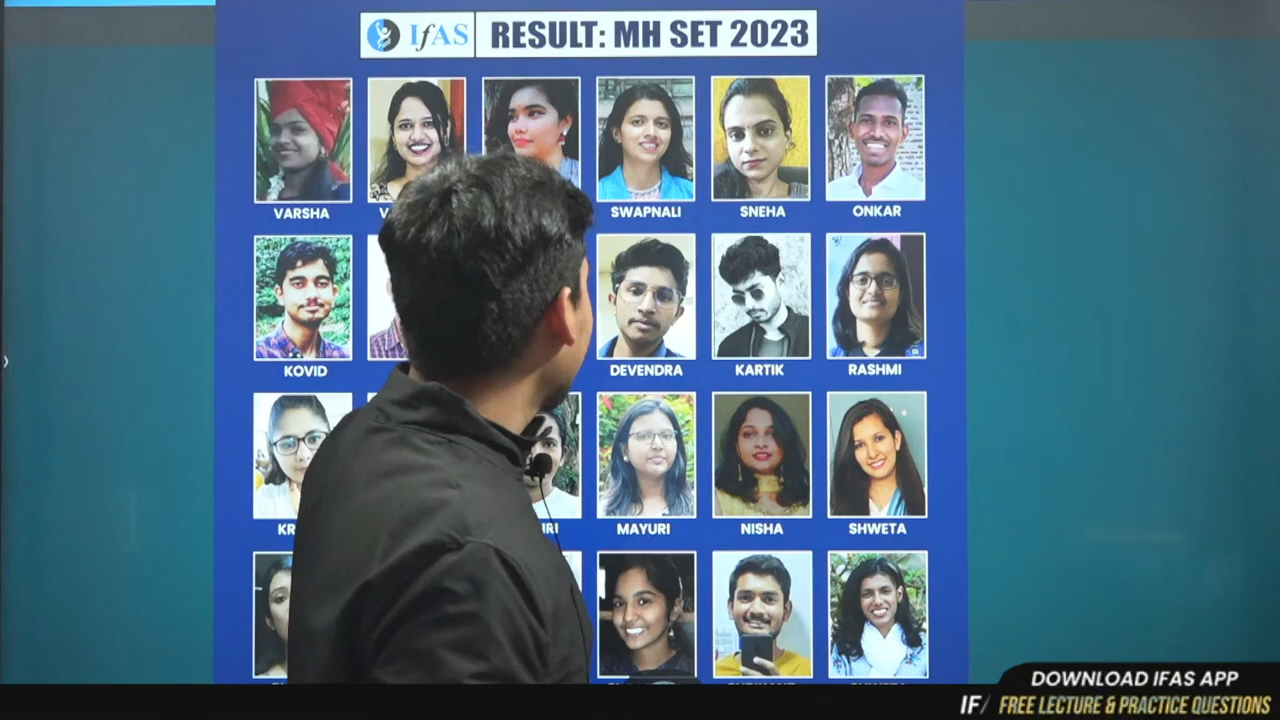 IfAS
RESULT: MH SET 2023
VARSHA
SWAPNALI
SNEHA
ONKAR
KOVID
DEVENDRA
KARTIK
RASHMI
MAYURI
NISHA
SHWETA
DOWNLOAD IFAS APP
IF/ FREE LECTURE & PRACTICE QUESTIONS